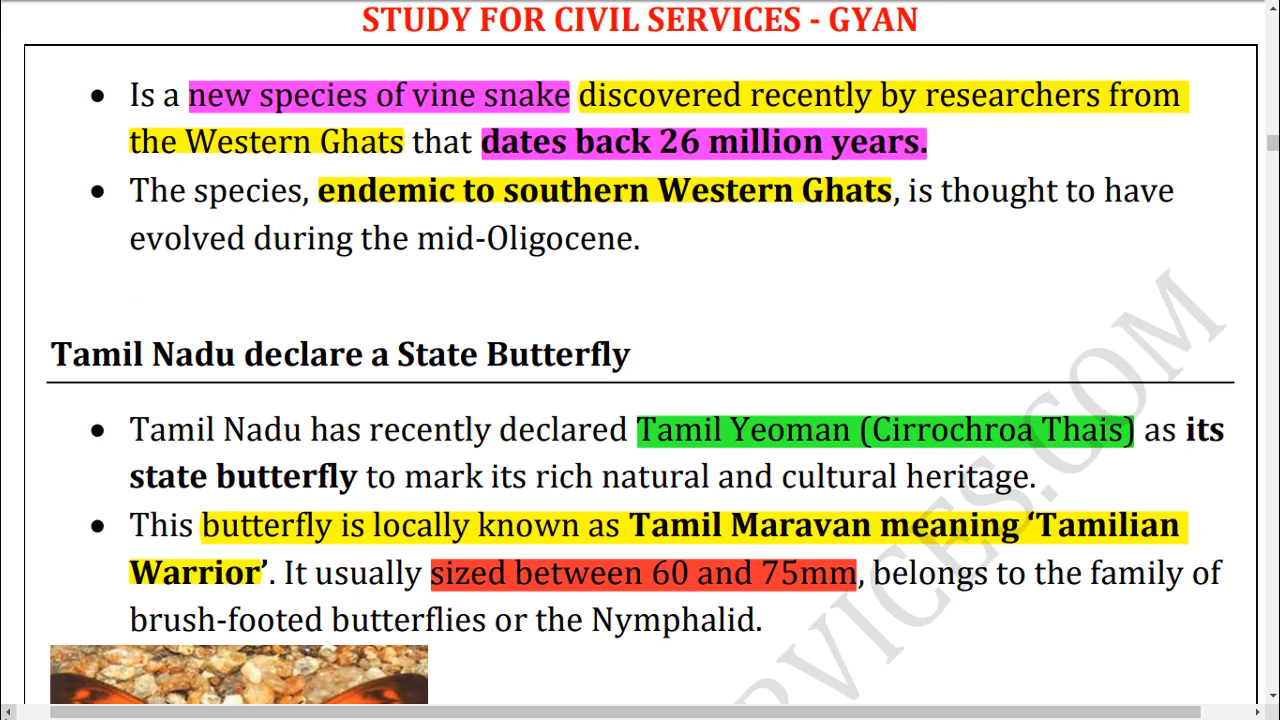 STUDY FOR CIVIL SERVICES - GYAN
• Is a new species of vine snake discovered recently by researchers from
the Western Ghats that dates back 26 million years.
• The species, endemic to southern Western Ghats, is thought to have
evolved during the mid-Oligocene.
Tamil Nadu declare a State Butterfly
• Tamil Nadu has recently declared Tamil Yeoman (Cirrochroa Thais) as its
state butterfly to mark its rich natural and cultural heritage.
• This butterfly is locally known as Tamil Maravan meaning ‘Tamilian
Warrior’. It usually sized between 60 and 75mm, belongs to the family of
brush-footed butterflies or the Nymphalid.
RVICES.COM